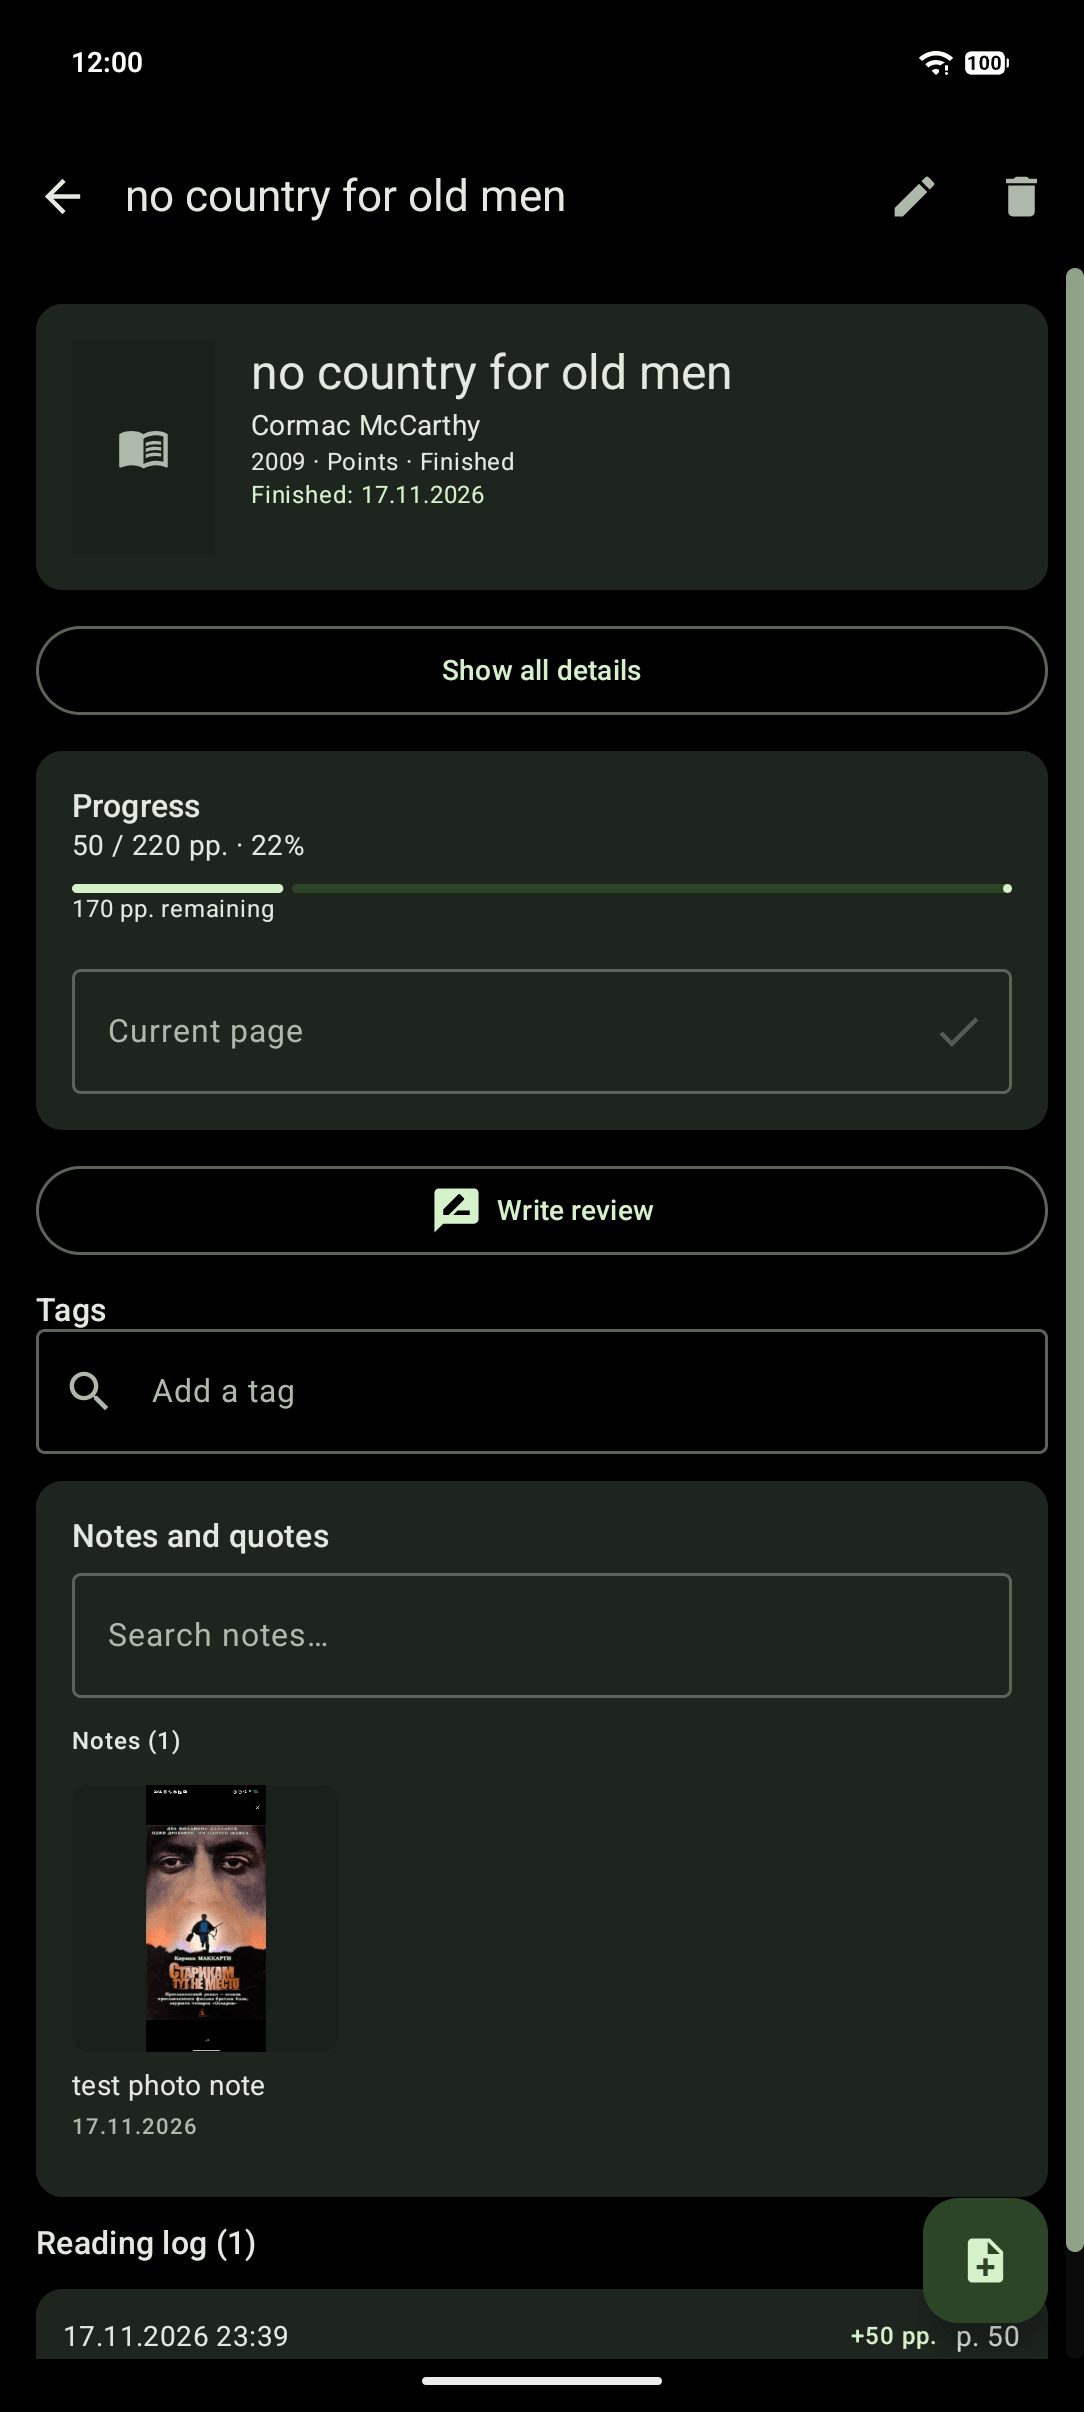 12:00
100
no country for old men
no country for old men
Cormac McCarthy
2009 · Points · Finished
Finished: 17.11.2026
Show all details
Progress
50 / 220 pp. · 22%
170 pp. remaining
Current page
Write review
Tags
Add a tag
Notes and quotes
Search notes…
Notes (1)
Кормак МАККАРТИ
СТАРИКАМ
ТУТ НЕ МЕСТО
test photo note
17.11.2026
Reading log (1)
17.11.2026 23:39
+50 pp. p. 50